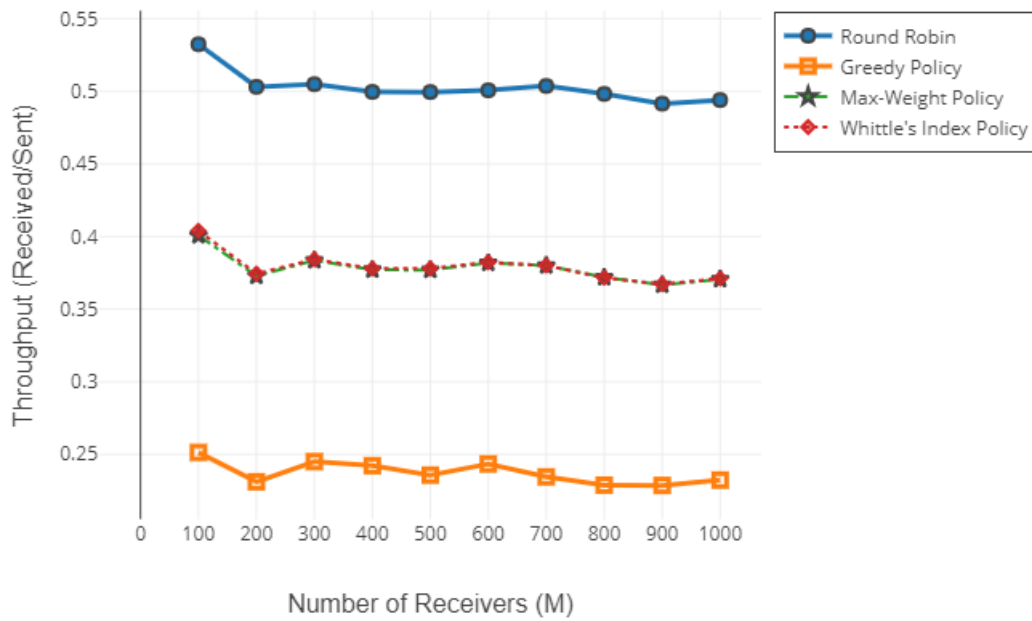 0.55
0.5
0.45
0.4
0.35
0.3
0.25
Throughput (Received/Sent)
0 100 200 300 400 500 600 700 800 900 1000
Number of Receivers (M)
Round Robin
Greedy Policy
Max-Weight Policy
Whittle's Index Policy